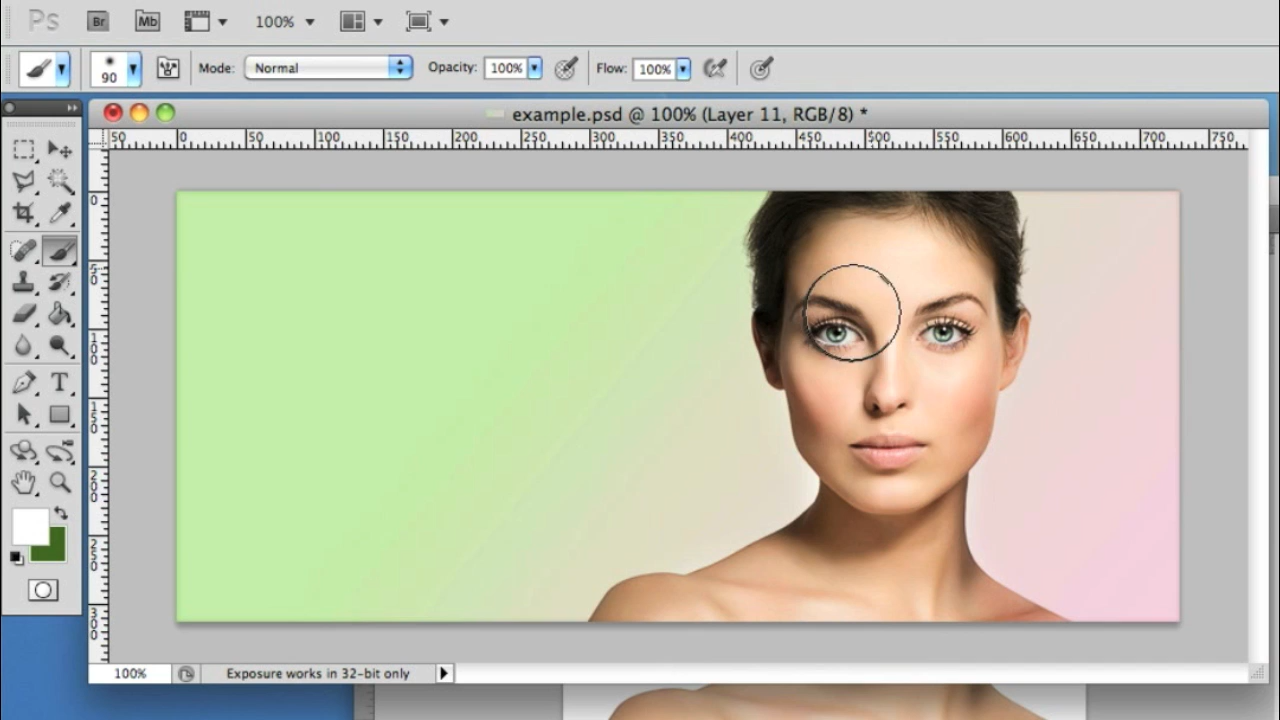 Ps Br Mb 100%
90 Mode: Normal Opacity: 100% Flow: 100%
example.psd @ 100% (Layer 11, RGB/8) *
50 0 50 100 150 200 250 300 350 400 450 500 550 600 650 700 750
0
50
100
150
200
250
300
T
100% Exposure works in 32-bit only